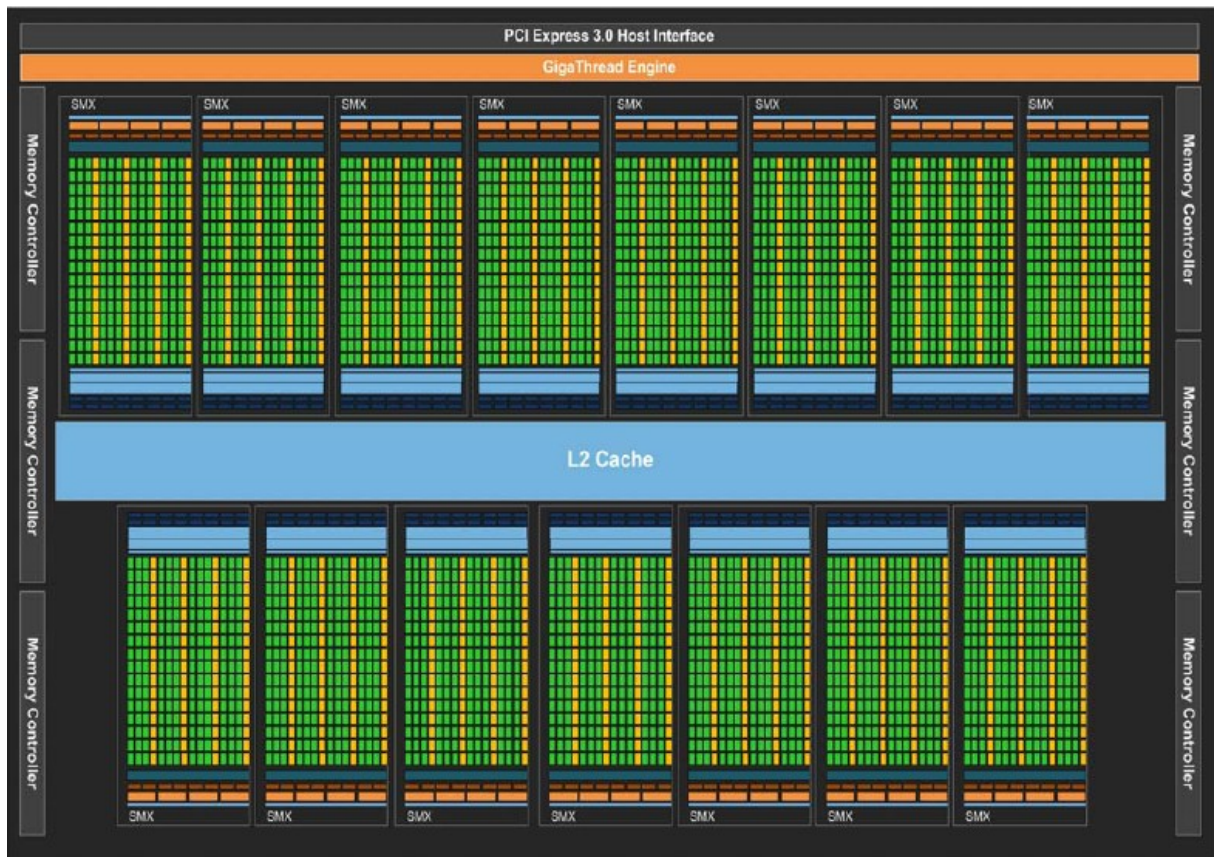 PCI Express 3.0 Host Interface
GigaThread Engine
SMX SMX SMX SMX SMX SMX SMX SMX
Memory Controller
Memory Controller
Memory Controller
Memory Controller
L2 Cache
Memory Controller
Memory Controller
SMX SMX SMX SMX SMX SMX SMX